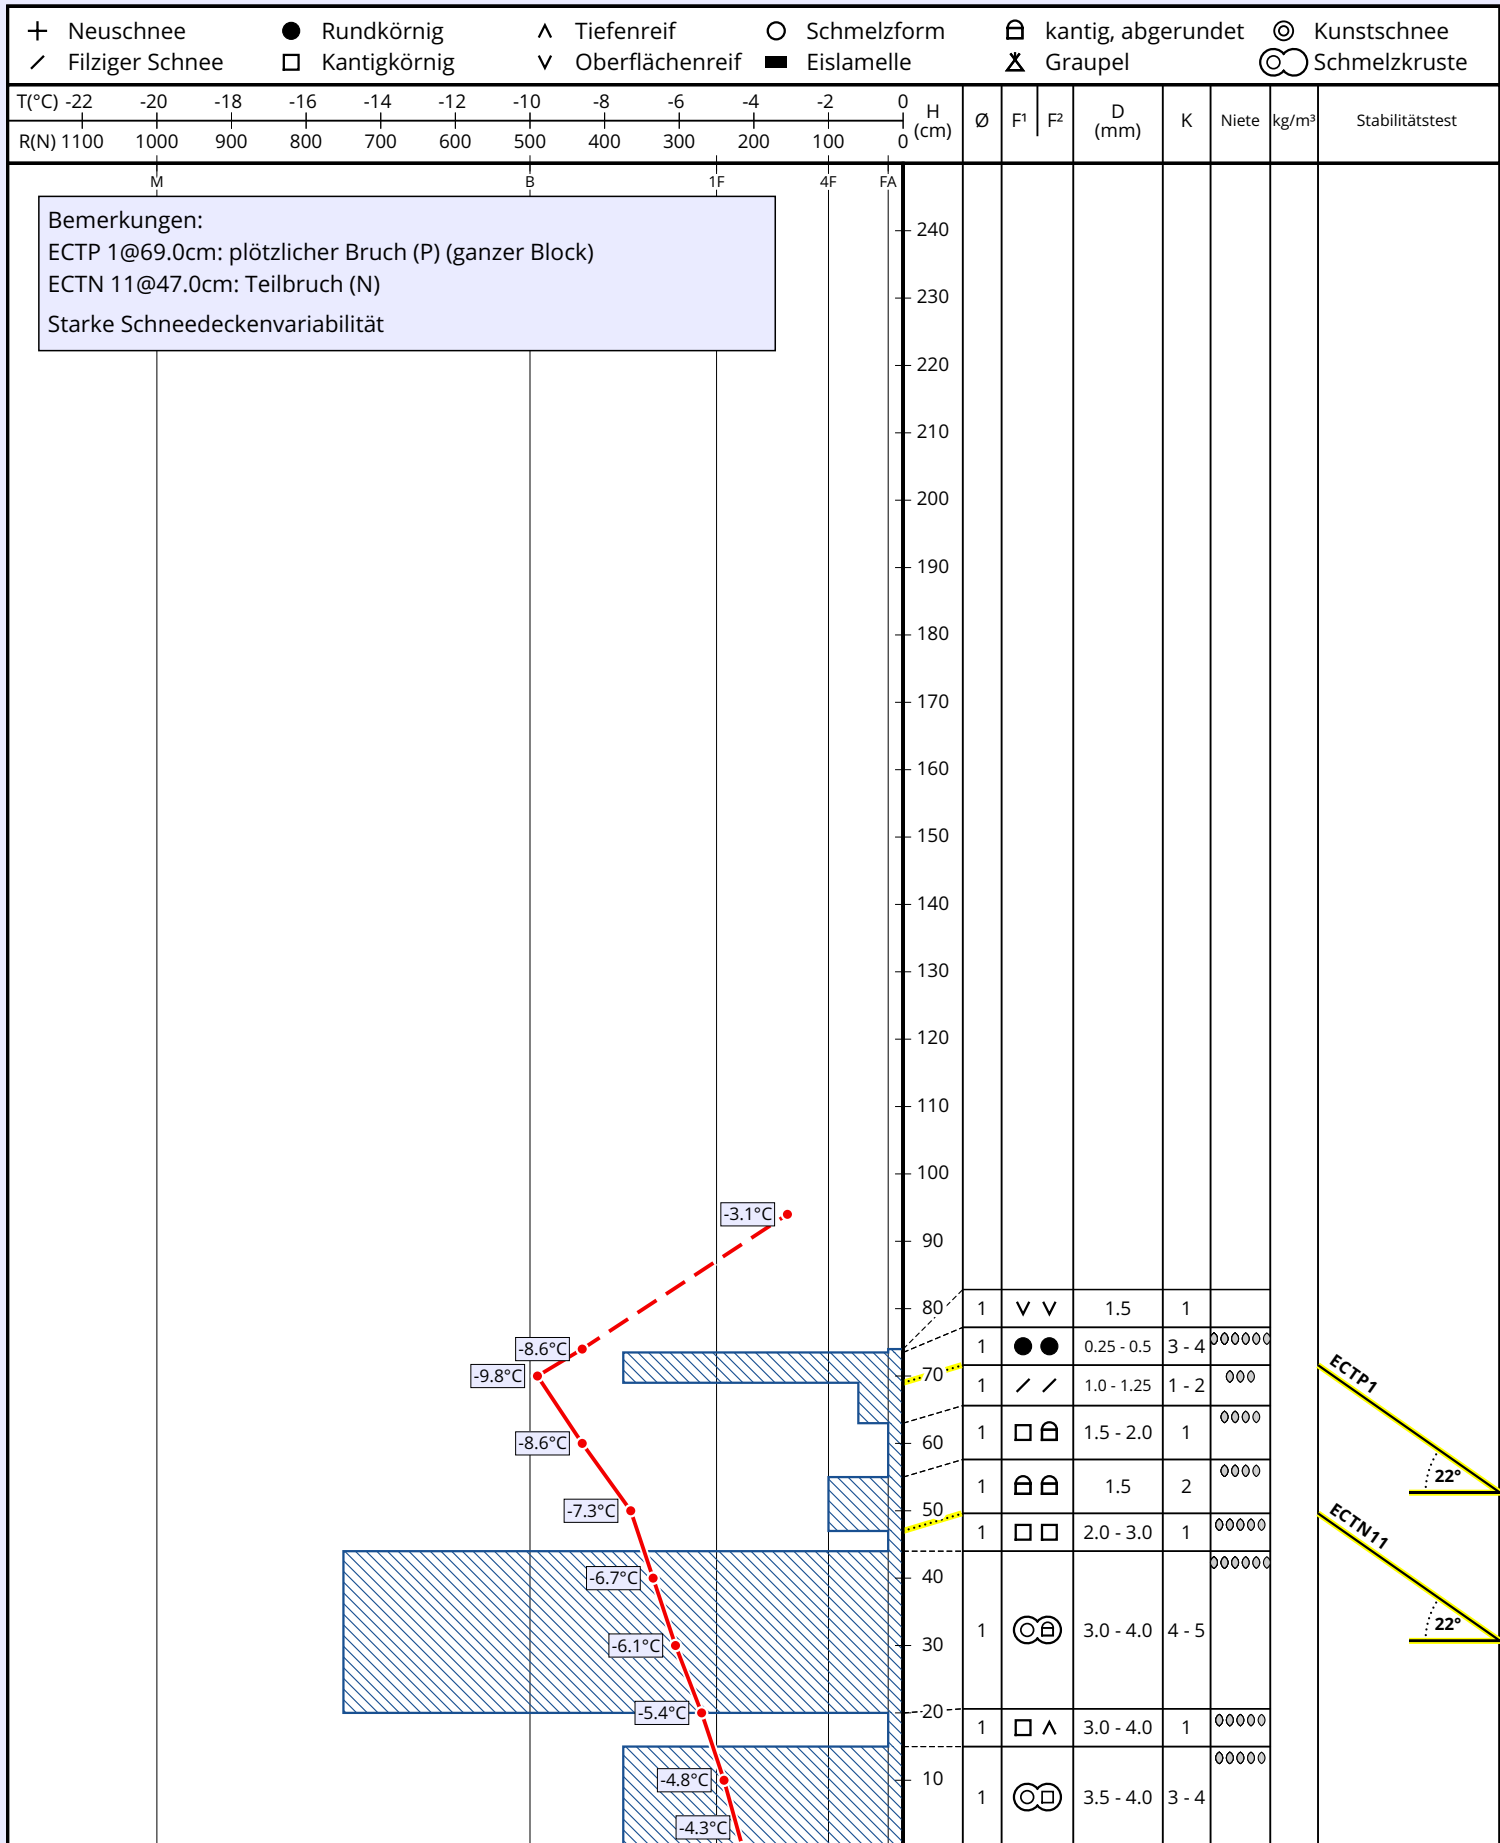 Neuschnee Rundkörnig Tiefenreif Schmelzform kantig, abgerundet Kunstschnee
Filziger Schnee Kantigkörnig Oberflächenreif Eislamelle Graupel Schmelzkruste
T(°C) -22 -20 -18 -16 -14 -12 -10 -8 -6 -4 -2 0
R(N) 1100 1000 900 800 700 600 500 400 300 200 100 0
H (cm) Ø F¹ F² D (mm) K Niete kg/m³ Stabilitätstest
M B 1F 4F FA
Bemerkungen:
ECTP 1@69.0cm: plötzlicher Bruch (P) (ganzer Block)
ECTN 11@47.0cm: Teilbruch (N)
Starke Schneedeckenvariabilität
240
230
220
210
200
190
180
170
160
150
140
130
120
110
100
-3.1°C
90
80 1 1.5 1
-8.6°C 1 0.25 - 0.5 3 - 4
-9.8°C 70 ECTP1
1 1.0 - 1.25 1 - 2
-8.6°C 60 1 1.5 - 2.0 1
22°
1 1.5 2
-7.3°C 50 ECTN11
1 2.0 - 3.0 1
-6.7°C 40
1 3.0 - 4.0 4 - 5 22°
-6.1°C 30
-5.4°C 20
1 3.0 - 4.0 1
-4.8°C 10
1 3.5 - 4.0 3 - 4
-4.3°C